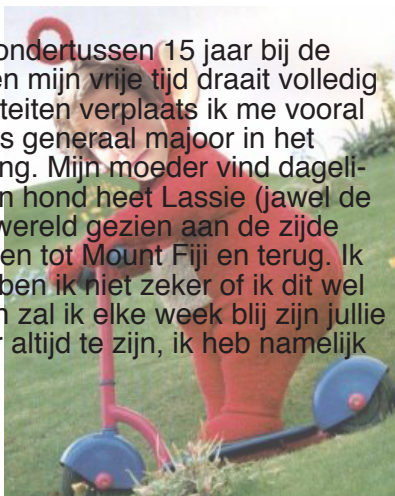 ondertussen 15 jaar bij de
en mijn vrije tijd draait volledig
teiten verplaats ik me vooral
s generaal majoor in het
ng. Mijn moeder vind dageli-
n hond heet Lassie (jawel de
wereld gezien aan de zijde
en tot Mount Fiji en terug. Ik
ben ik niet zeker of ik dit wel
n zal ik elke week blij zijn jullie
r altijd te zijn, ik heb namelijk